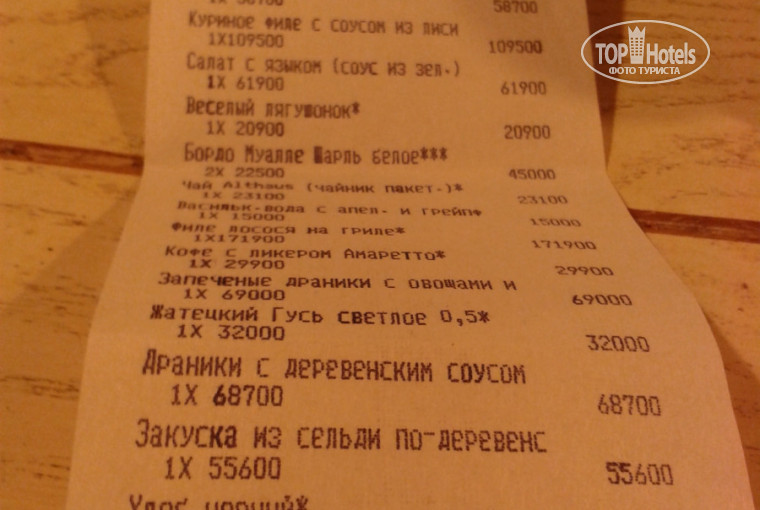 58700
Куриное филе с соусом из лиси
1X109500 109500
Салат с языком (соус из зел.)
1X 61900 61900
Веселый лягушонок*
1X 20900 20900
Бордо Муалле Шарль белое***
2X 22500 45000
Чай Althaus (чайник пакет.)*
1X 23100 23100
Васильк.вода с апел. и грейпф
1X 15000 15000
Филе лосося на гриле*
1X171900 171900
Кофе с ликером Амаретто*
1X 29900 29900
Запеченые драники с овощами и
1X 69000 69000
Жатецкий Гусь светлое 0,5*
1X 32000 32000
Драники с деревенским соусом
1X 68700 68700
Закуска из сельди по-деревенс
1X 55600 55600
TOP Hotels
ФОТО ТУРИСТА